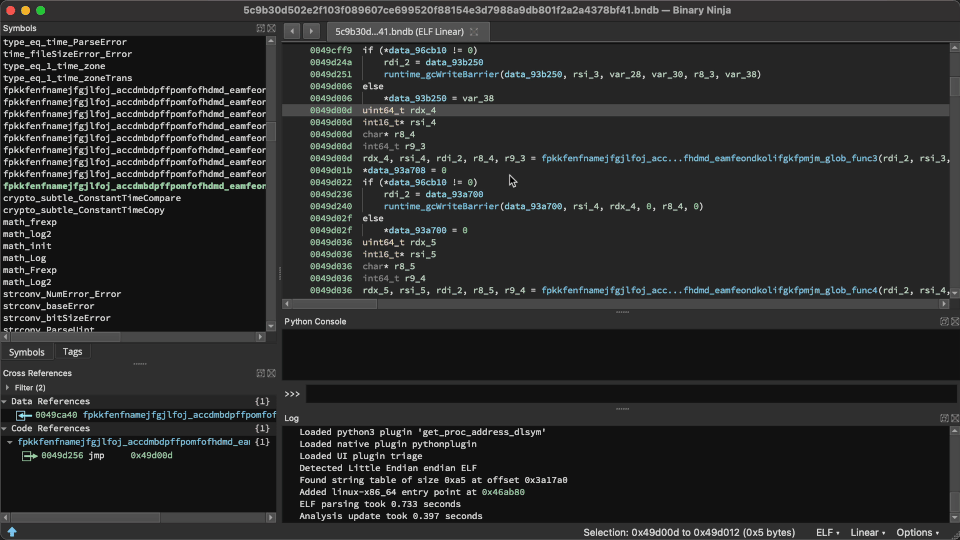 5c9b30d502e2f103f089607ce699520f88154e3d7988a9db801f2a2a4378bf41.bndb — Binary Ninja
Symbols
type_eq_time_ParseError
time_fileSizeError_Error
type_eq_1_time_zone
type_eq_1_time_zoneTrans
fpkkfenfnamejfgjlfoj_accdmbdpffpomfofhdmd_eamfeon
fpkkfenfnamejfgjlfoj_accdmbdpffpomfofhdmd_eamfeon
fpkkfenfnamejfgjlfoj_accdmbdpffpomfofhdmd_eamfeon
fpkkfenfnamejfgjlfoj_accdmbdpffpomfofhdmd_eamfeon
fpkkfenfnamejfgjlfoj_accdmbdpffpomfofhdmd_eamfeon
fpkkfenfnamejfgjlfoj_accdmbdpffpomfofhdmd_eamfeon
fpkkfenfnamejfgjlfoj_accdmbdpffpomfofhdmd_eamfeon
fpkkfenfnamejfgjlfoj_accdmbdpffpomfofhdmd_eamfeon
fpkkfenfnamejfgjlfoj_accdmbdpffpomfofhdmd_eamfeon
crypto_subtle_ConstantTimeCompare
crypto_subtle_ConstantTimeCopy
math_frexp
math_log2
math_init
math_Log
math_Frexp
math_Log2
strconv_NumError_Error
strconv_baseError
strconv_bitSizeError
strconv_ParseUint
Symbols Tags
Cross References
Filter (2)
Data References {1}
0049ca40 fpkkfenfnamejfgjlfoj_accdmbdpffpomfof
Code References {1}
fpkkfenfnamejfgjlfoj_accdmbdpffpomfofhdmd_ea {1}
0049d256 jmp 0x49d00d
5c9b30d...41.bndb (ELF Linear)
0049cff9 if (*data_96cb10 != 0)
0049d24a rdi_2 = data_93b250
0049d251 runtime_gcWriteBarrier(data_93b250, rsi_3, var_28, var_30, r8_3, var_38)
0049d006 else
0049d006 *data_93b250 = var_38
0049d00d uint64_t rdx_4
0049d00d int16_t* rsi_4
0049d00d char* r8_4
0049d00d int64_t r9_3
0049d00d rdx_4, rsi_4, rdi_2, r8_4, r9_3 = fpkkfenfnamejfgjlfoj_acc...fhdmd_eamfeondkolifgkfpmjm_glob_func3(rdi_2, rsi_3,
0049d01b *data_93a708 = 0
0049d022 if (*data_96cb10 != 0)
0049d236 rdi_2 = data_93a700
0049d240 runtime_gcWriteBarrier(data_93a700, rsi_4, rdx_4, 0, r8_4, 0)
0049d02f else
0049d02f *data_93a700 = 0
0049d036 uint64_t rdx_5
0049d036 int16_t* rsi_5
0049d036 char* r8_5
0049d036 int64_t r9_4
0049d036 rdx_5, rsi_5, rdi_2, r8_5, r9_4 = fpkkfenfnamejfgjlfoj_acc...fhdmd_eamfeondkolifgkfpmjm_glob_func4(rdi_2, rsi_4,
Python Console
>>>
Log
Loaded python3 plugin 'get_proc_address_dlsym'
Loaded native plugin pythonplugin
Loaded UI plugin triage
Detected Little Endian endian ELF
Found string table of size 0xa5 at offset 0x3a17a0
Added linux-x86_64 entry point at 0x46ab80
ELF parsing took 0.733 seconds
Analysis update took 0.397 seconds
Selection: 0x49d00d to 0x49d012 (0x5 bytes) ELF Linear Options